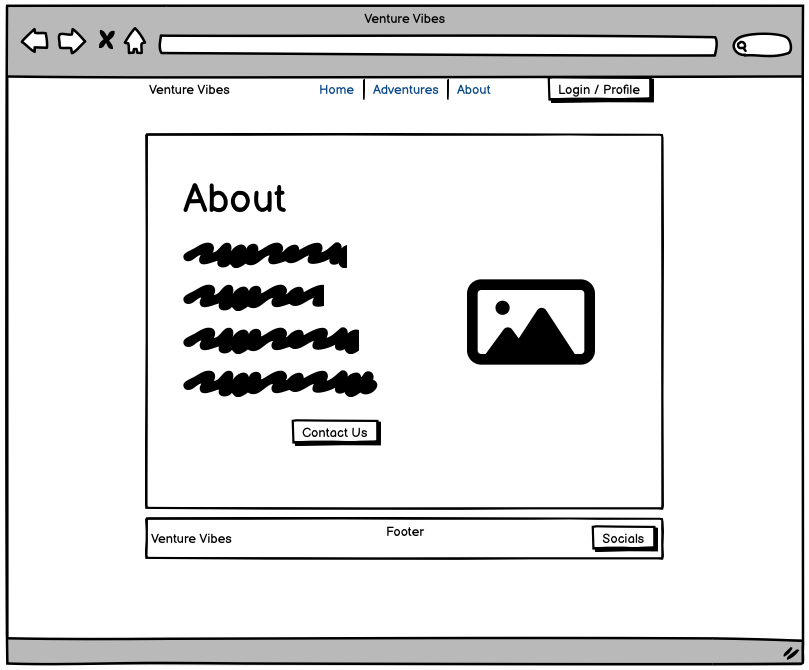 Venture Vibes
Venture Vibes Home Adventures About Login / Profile
About
Contact Us
Footer
Venture Vibes Socials